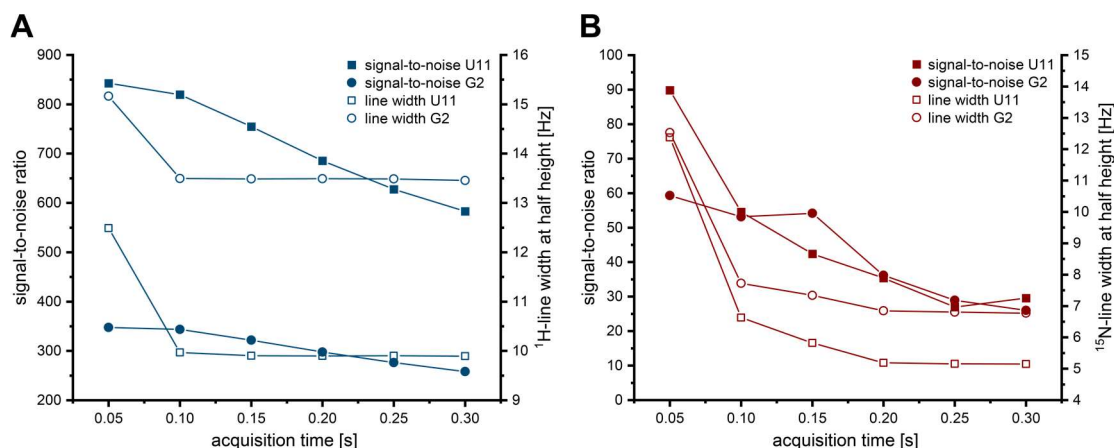 A
signal-to-noise ratio
900
800
700
600
500
400
300
200
signal-to-noise U11
signal-to-noise G2
line width U11
line width G2
16
15
14
13
12
11
10
9
¹H-line width at half height [Hz]
0.05 0.10 0.15 0.20 0.25 0.30
acquisition time [s]
B
signal-to-noise ratio
100
90
80
70
60
50
40
30
20
10
0
signal-to-noise U11
signal-to-noise G2
line width U11
line width G2
15
14
13
12
11
10
9
8
7
6
5
4
¹⁵N-line width at half height [Hz]
0.05 0.10 0.15 0.20 0.25 0.30
acquisition time [s]